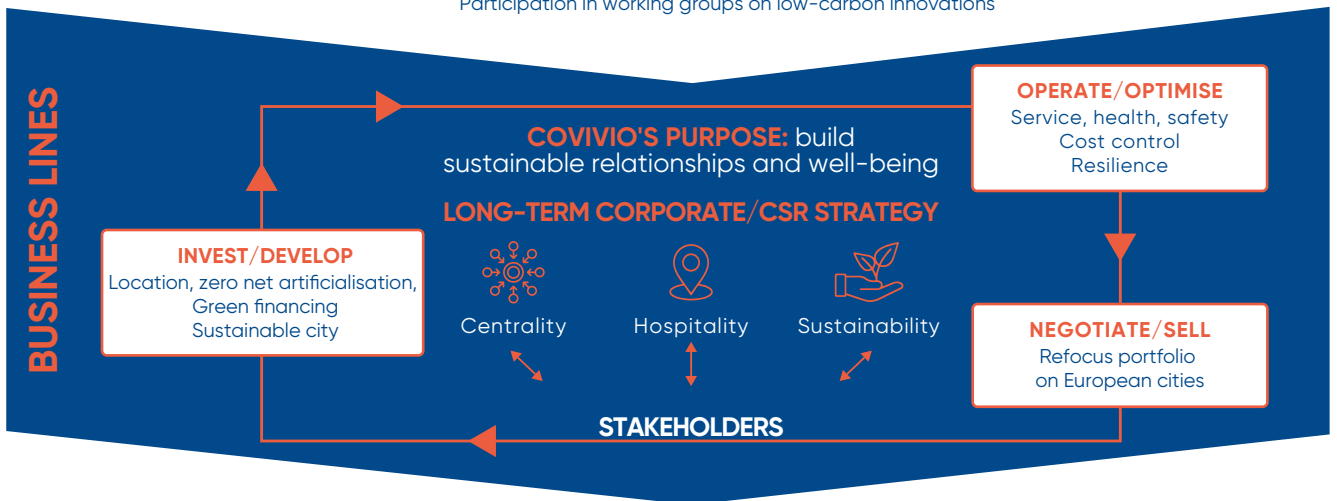 Participation in working groups on low-carbon innovations
BUSINESS LINES
OPERATE/OPTIMISE
Service, health, safety
Cost control
Resilience
COVIVIO'S PURPOSE: build
sustainable relationships and well-being
LONG-TERM CORPORATE/CSR STRATEGY
INVEST/DEVELOP
Location, zero net artificialisation,
Green financing
Sustainable city
Centrality
Hospitality
Sustainability
NEGOTIATE/SELL
Refocus portfolio
on European cities
STAKEHOLDERS